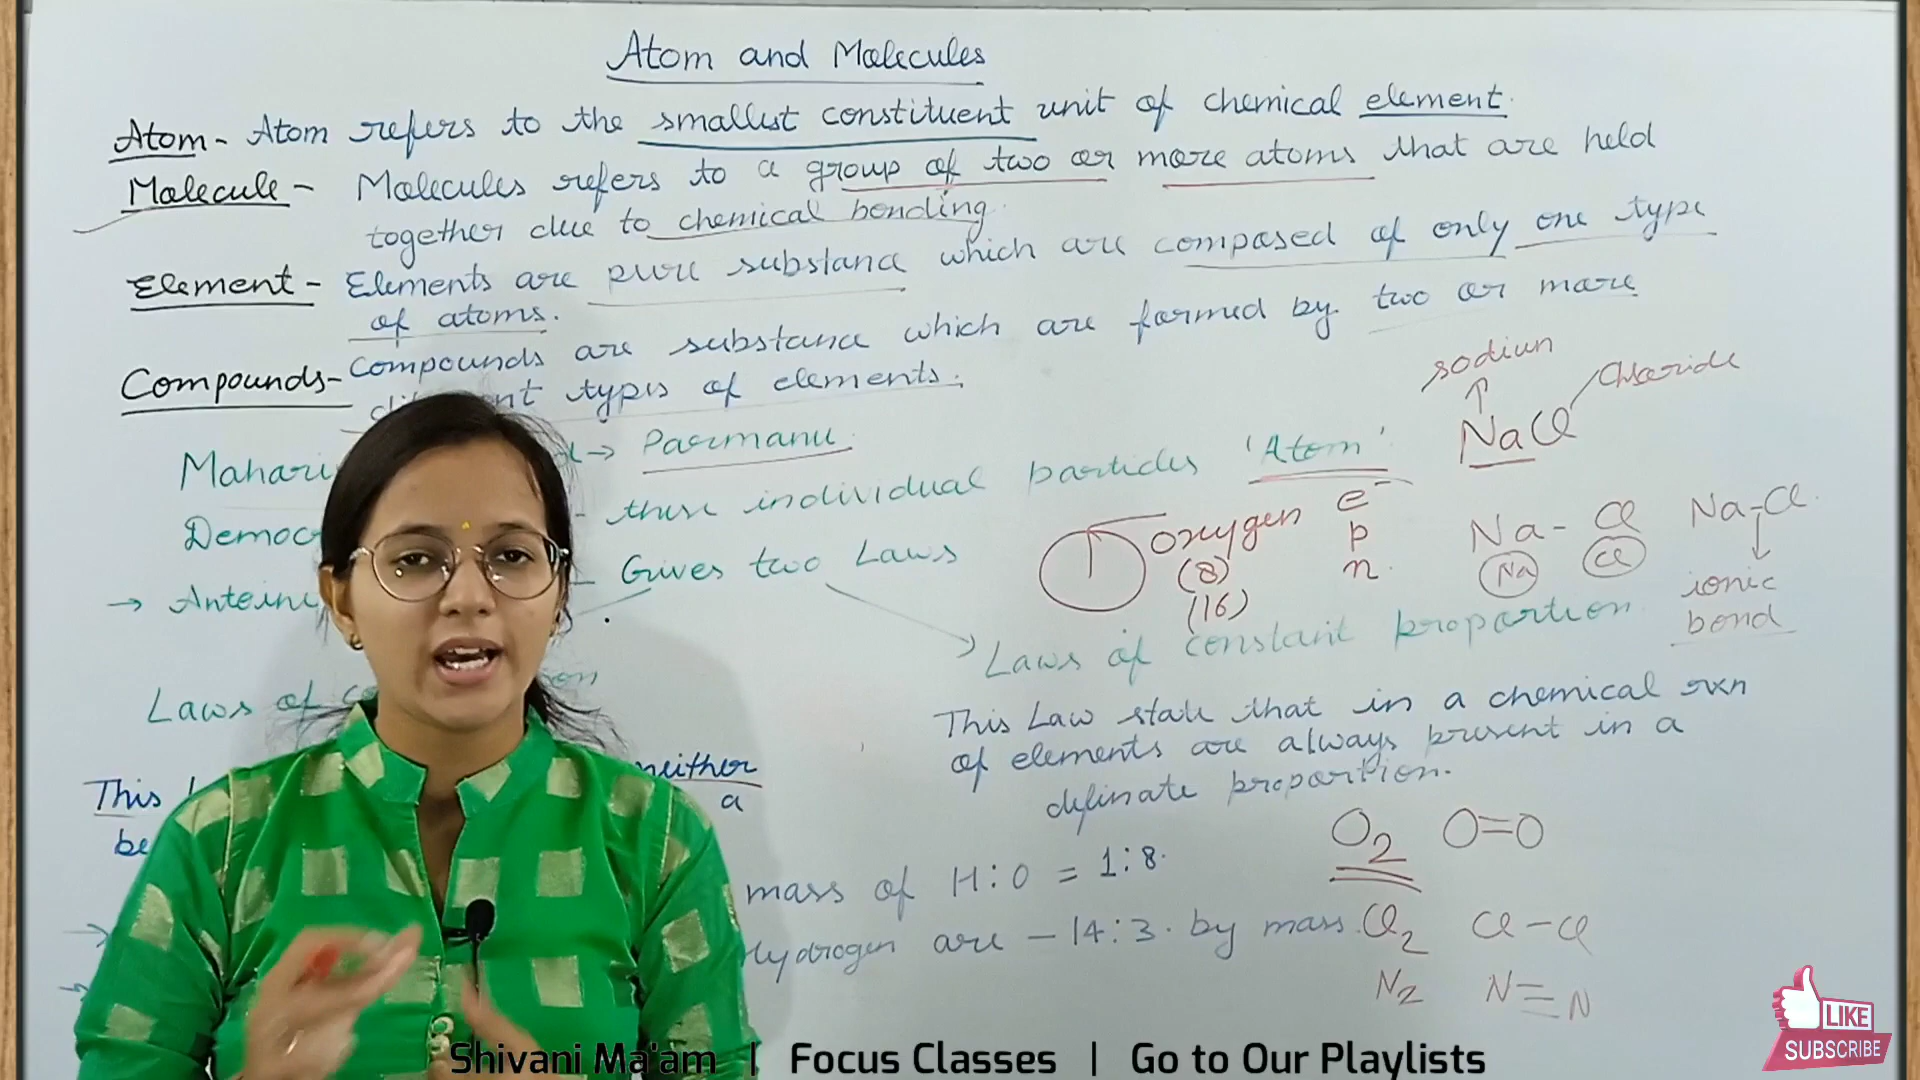 Atom and Molecules
Atom - Atom refers to the smallest constituent unit of chemical element.
Molecule - Molecules refers to a group of two or more atoms that are held
together due to chemical bonding.
Element - Elements are pure substance which are composed of only one type
of atoms.
Compounds - Compounds are substance which are formed by two or more
types of elements.
sodium
Chloride
NaCl
Mahari
Parmanu
Democ
these individual particles 'Atom'
oxygen
(8)
(16)
e-
p
n
Na - Cl
Na Cl
Na-Cl
ionic
bond
→ Antein
Gives two Laws
Laws of
Laws of constant proportion
This Law state that in a chemical rxn
of elements are always present in a
definate proportion.
This
neither
a
be
mass of H:O = 1:8.
Hydrogen are - 14:3. by mass.
O2 O=O
Cl2 Cl-Cl
N2 N≡N
Shivani Ma'am | Focus Classes | Go to Our Playlists
LIKE
SUBSCRIBE